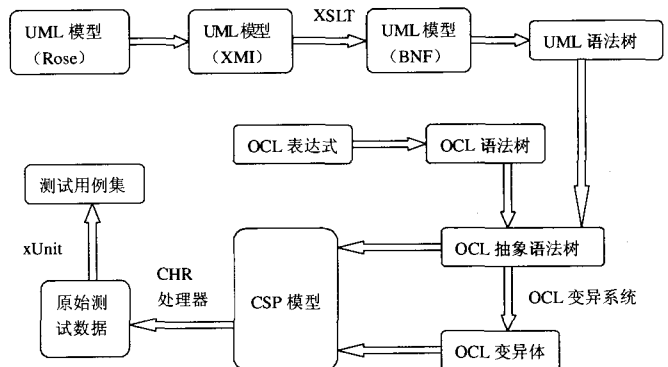 XSLT
UML 模型
（Rose）
UML模型
（XMI）
UML 模型
（BNF）
UML 语法树
OCL 表达式
OCL 语法树
测试用例集
xUnit
CHR
处理器
CSP 模型
OCL 抽象语法树
原始测
试数据
OCL 变异系统
OCL 变异体